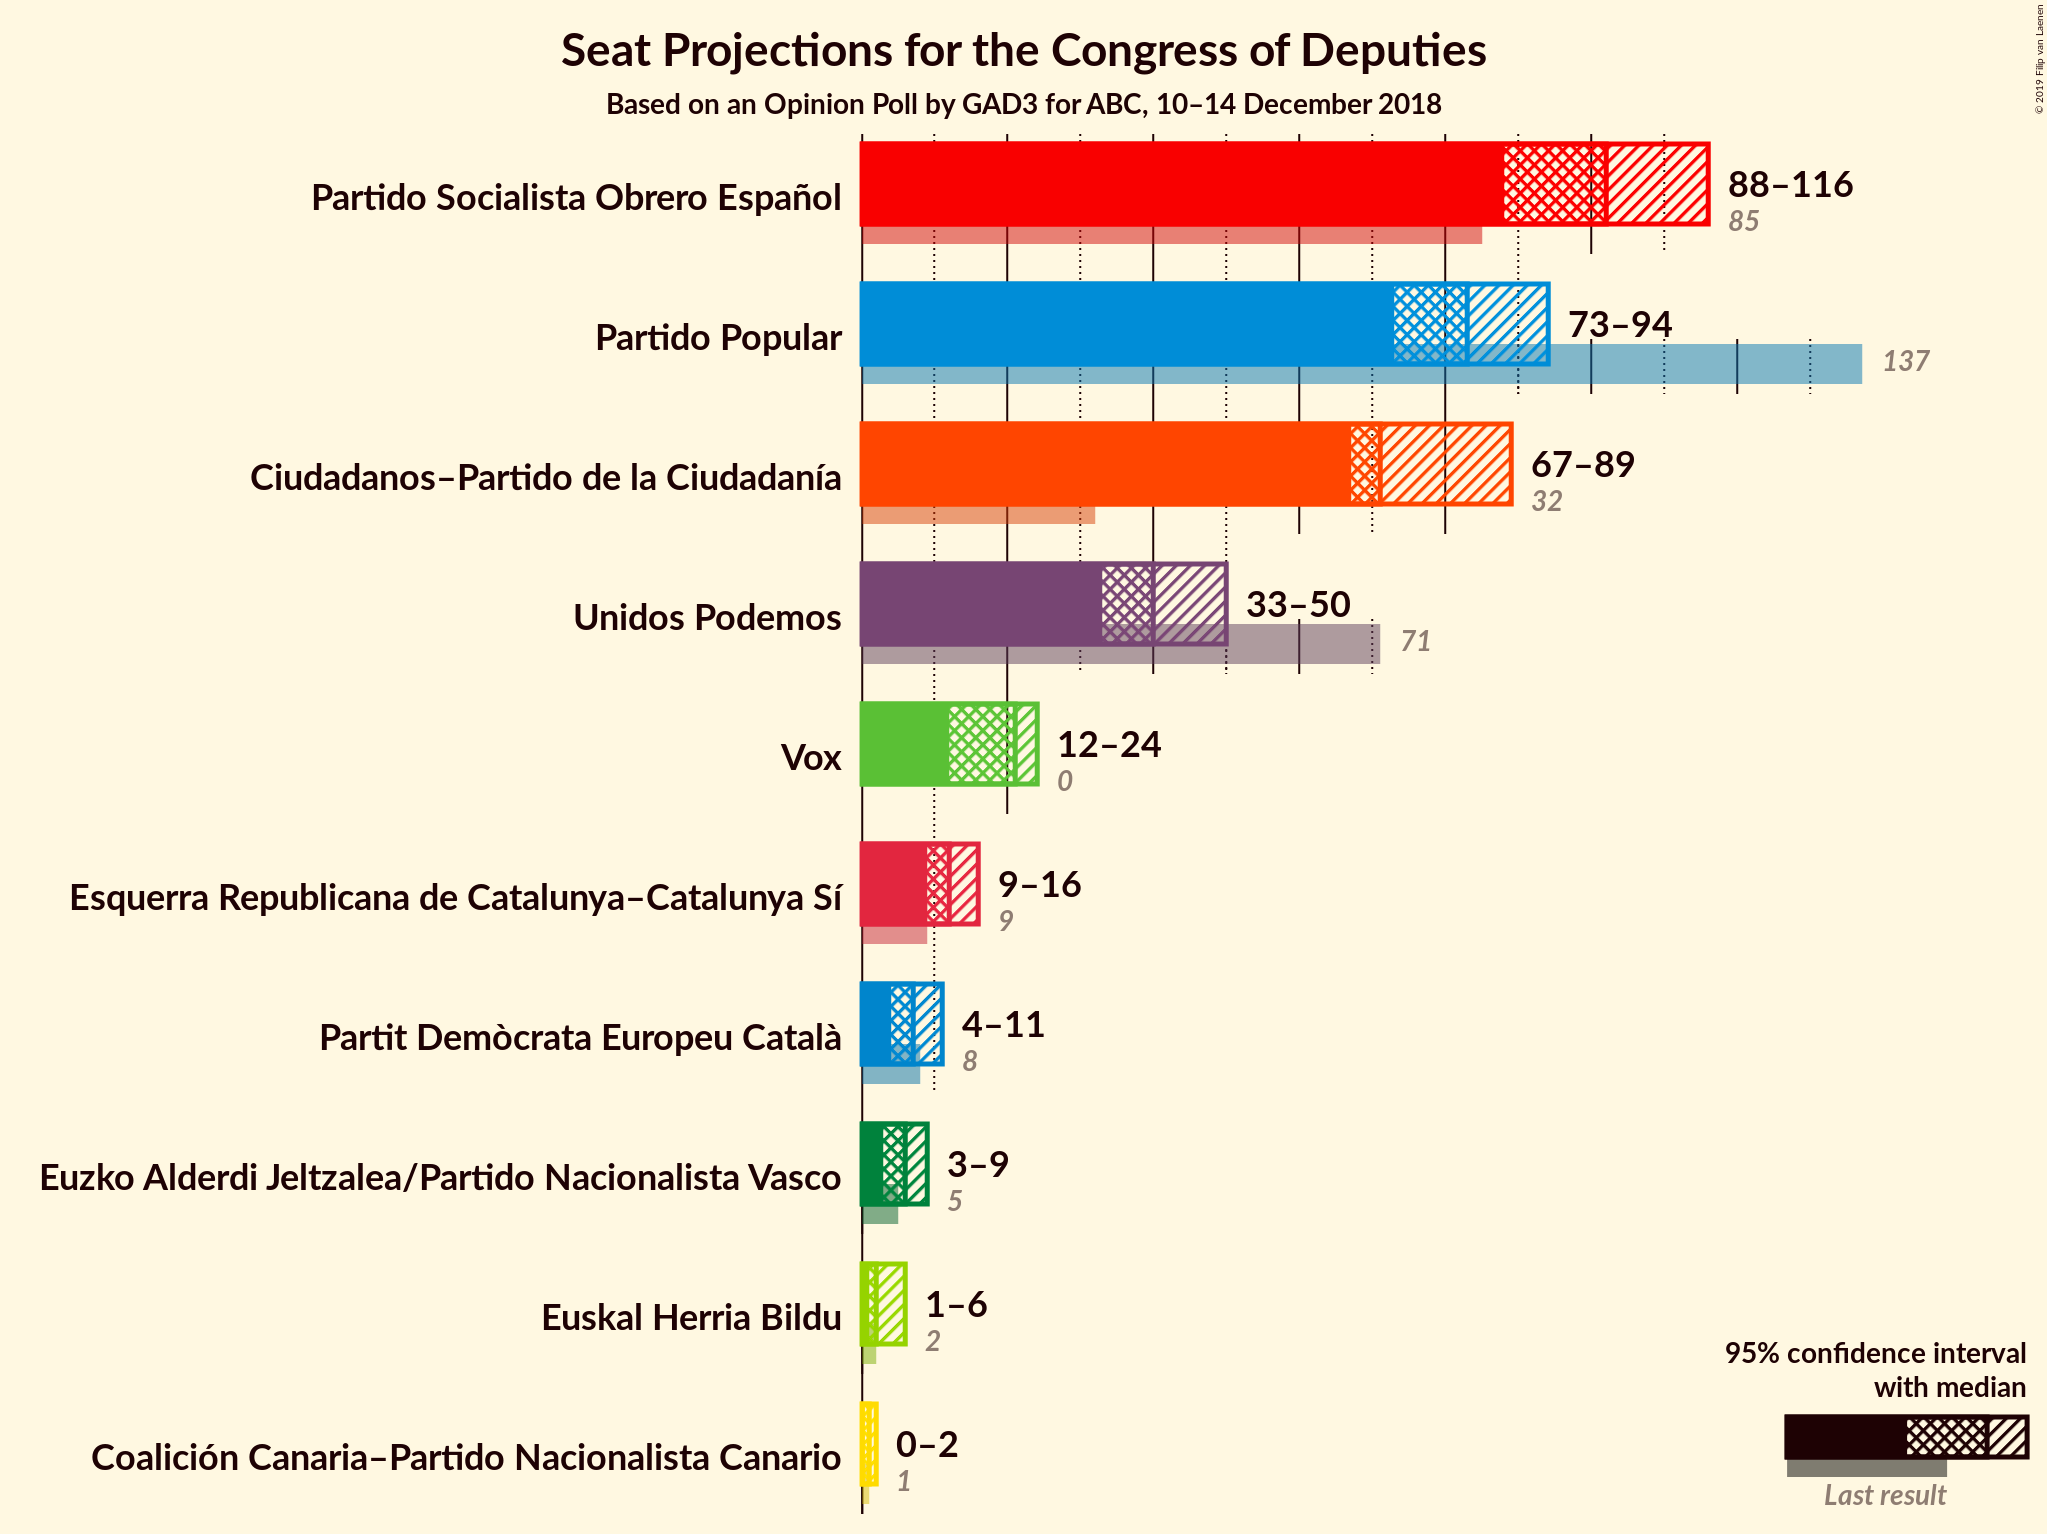 Seat Projections for the Congress of Deputies
Based on an Opinion Poll by GAD3 for ABC, 10–14 December 2018
© 2019 Filip van Laenen
Partido Socialista Obrero Español
88–116
85
Partido Popular
73–94
137
Ciudadanos–Partido de la Ciudadanía
67–89
32
Unidos Podemos
33–50
71
Vox
12–24
0
Esquerra Republicana de Catalunya–Catalunya Sí
9–16
9
Partit Demòcrata Europeu Català
4–11
8
Euzko Alderdi Jeltzalea/Partido Nacionalista Vasco
3–9
5
Euskal Herria Bildu
1–6
2
Coalición Canaria–Partido Nacionalista Canario
0–2
1
95% confidence interval
with median
Last result